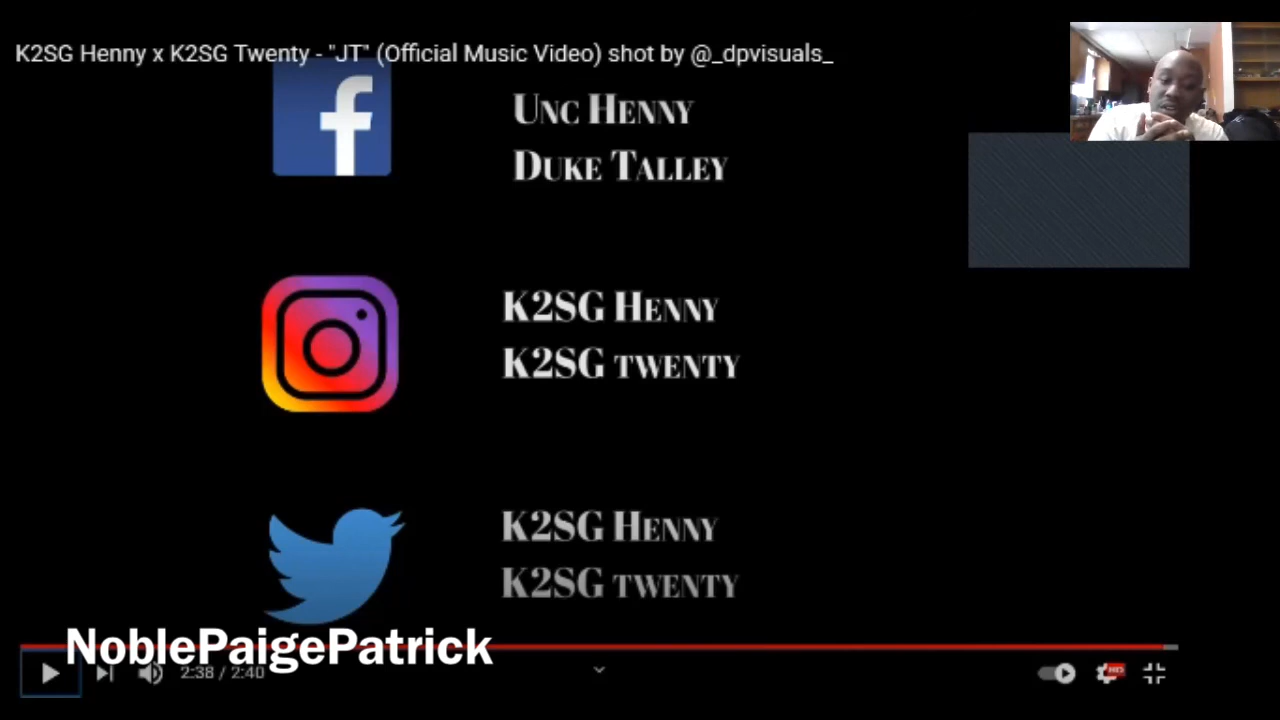 K2SG Henny x K2SG Twenty - "JT" (Official Music Video) shot by @_dpvisuals_
f
Unc Henny
Duke Talley
K2SG Henny
K2SG twenty
K2SG Henny
K2SG twenty
NoblePaigePatrick
2:38 / 2:40
HD